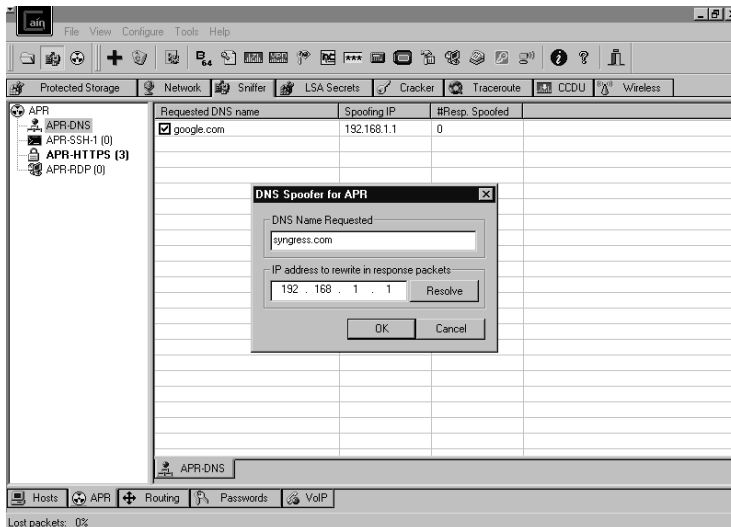 aín
File View Configure Tools Help
B64
Protected Storage Network Sniffer LSA Secrets Cracker Traceroute CCDU Wireless
APR
APR-DNS
APR-SSH-1 (0)
APR-HTTPS (3)
APR-RDP (0)
Requested DNS name Spoofing IP #Resp. Spoofed
google.com 192.168.1.1 0
DNS Spoofer for APR
DNS Name Requested
syngress.com
IP address to rewrite in response packets
192 . 168 . 1 . 1 Resolve
OK Cancel
APR-DNS
Hosts APR Routing Passwords VoIP
Lost packets: 0%